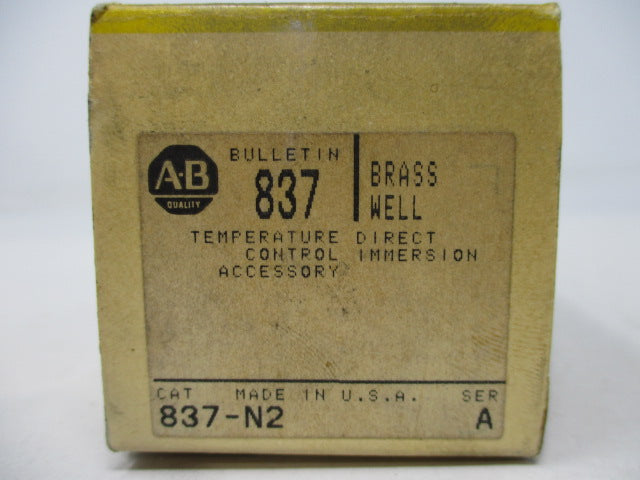 A-B
QUALITY
BULLETIN
837
BRASS
WELL
TEMPERATURE DIRECT
CONTROL IMMERSION
ACCESSORY
CAT MADE IN U.S.A. SER
837-N2 A